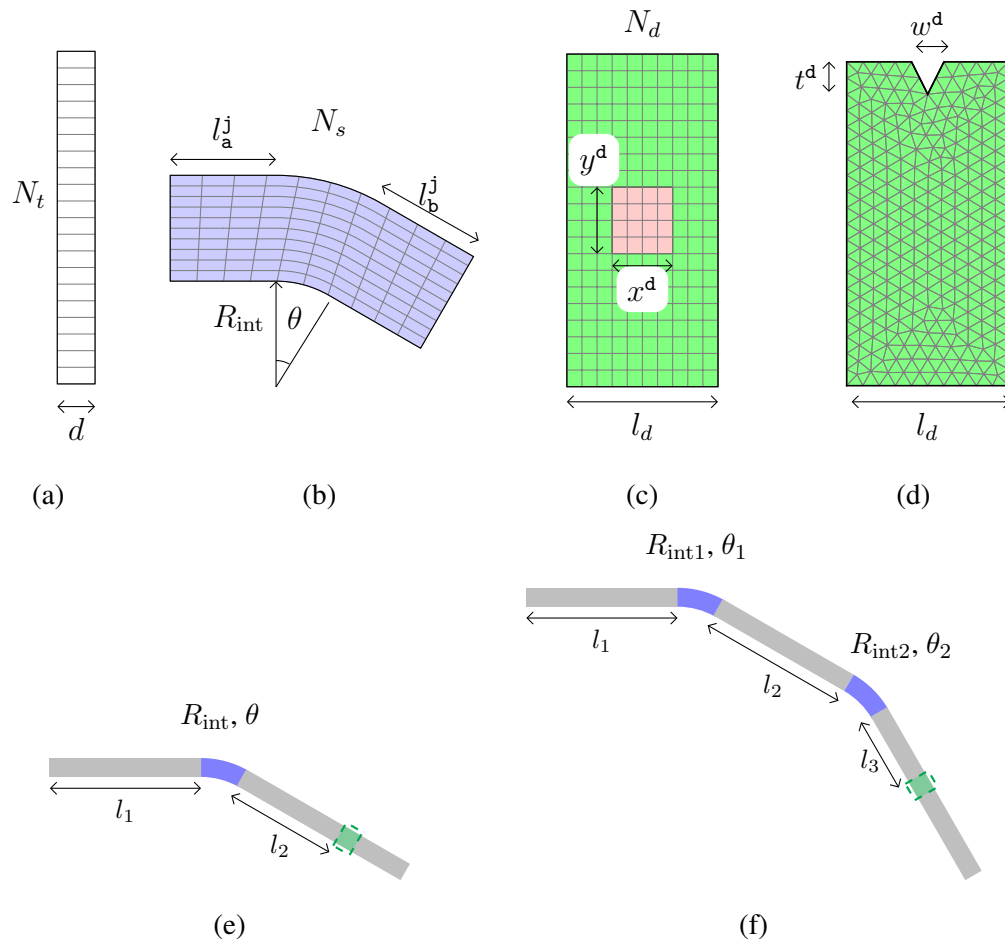 N_t
d
(a)
l_a^j
N_s
l_b^j
R_int
θ
(b)
N_d
y^d
x^d
l_d
(c)
w^d
t^d
l_d
(d)
R_int, θ
l_1
l_2
(e)
R_int1, θ_1
l_1
R_int2, θ_2
l_2
l_3
(f)